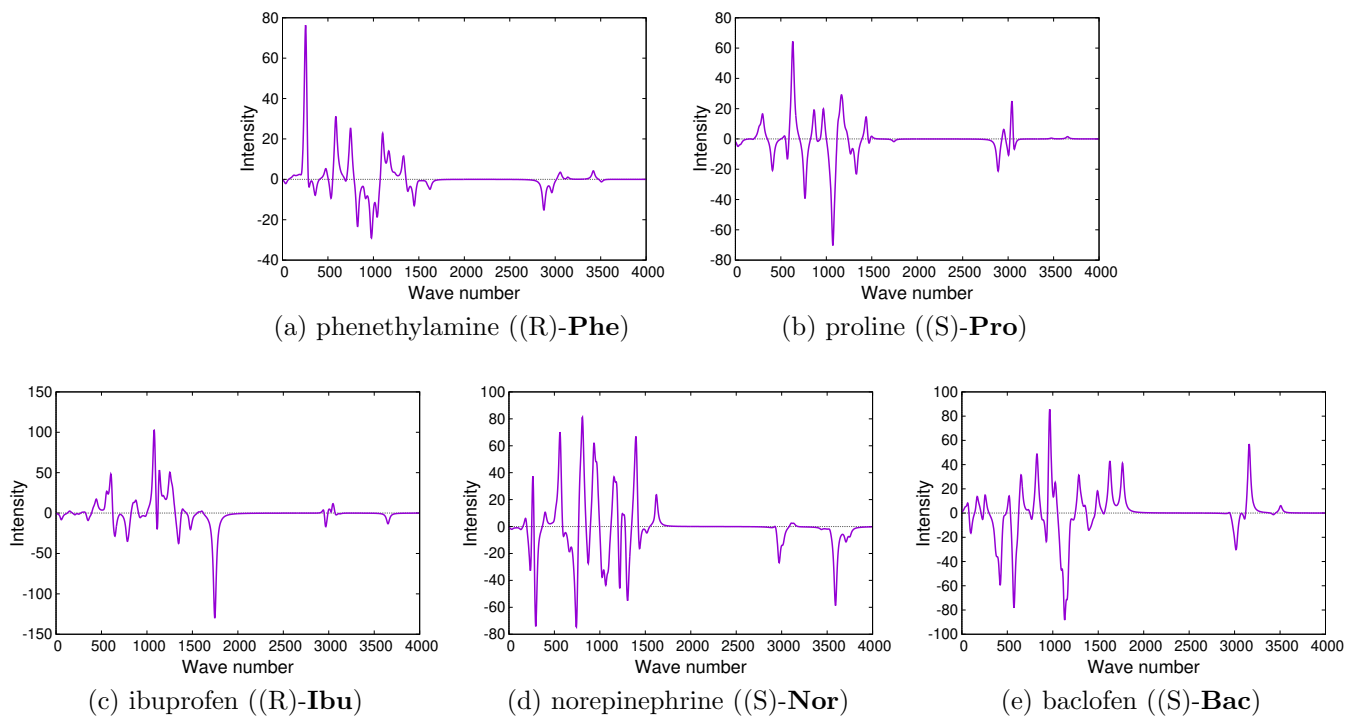 80
60
40
20
0
-20
-40
Intensity
0 500 1000 1500 2000 2500 3000 3500 4000
Wave number
(a) phenethylamine ((R)-Phe)
80
60
40
20
0
-20
-40
-60
-80
Intensity
0 500 1000 1500 2000 2500 3000 3500 4000
Wave number
(b) proline ((S)-Pro)
150
100
50
0
-50
-100
-150
Intensity
0 500 1000 1500 2000 2500 3000 3500 4000
Wave number
(c) ibuprofen ((R)-Ibu)
100
80
60
40
20
0
-20
-40
-60
-80
Intensity
0 500 1000 1500 2000 2500 3000 3500 4000
Wave number
(d) norepinephrine ((S)-Nor)
100
80
60
40
20
0
-20
-40
-60
-80
-100
Intensity
0 500 1000 1500 2000 2500 3000 3500 4000
Wave number
(e) baclofen ((S)-Bac)